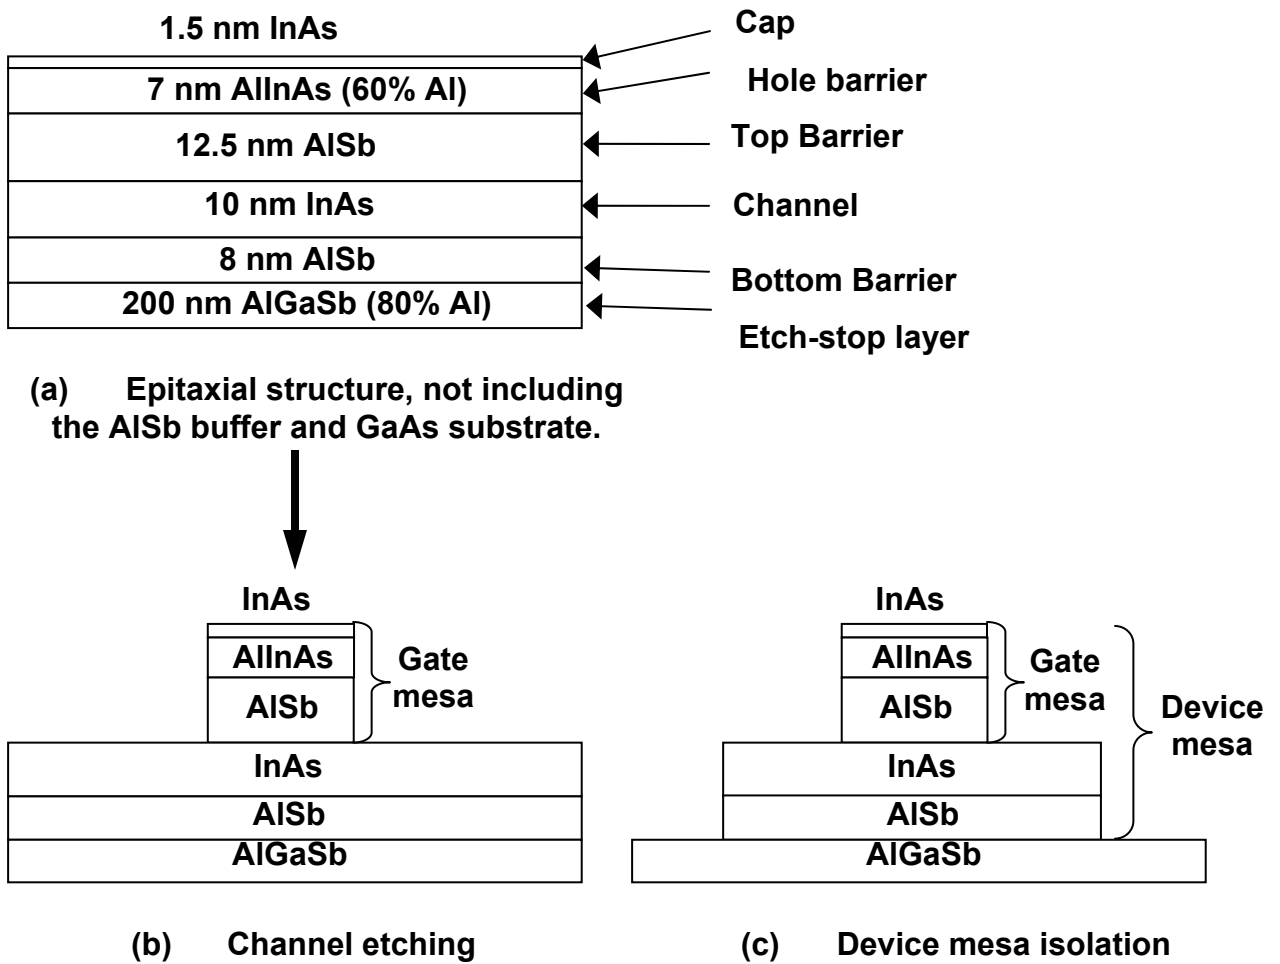 1.5 nm InAs
Cap
7 nm AlInAs (60% Al)
Hole barrier
12.5 nm AlSb
Top Barrier
10 nm InAs
Channel
8 nm AlSb
Bottom Barrier
200 nm AlGaSb (80% Al)
Etch-stop layer
(a) Epitaxial structure, not including
the AlSb buffer and GaAs substrate.
InAs
AlInAs
AlSb
Gate
mesa
InAs
AlSb
AlGaSb
(b) Channel etching
InAs
AlInAs
AlSb
Gate
mesa
Device
mesa
InAs
AlSb
AlGaSb
(c) Device mesa isolation